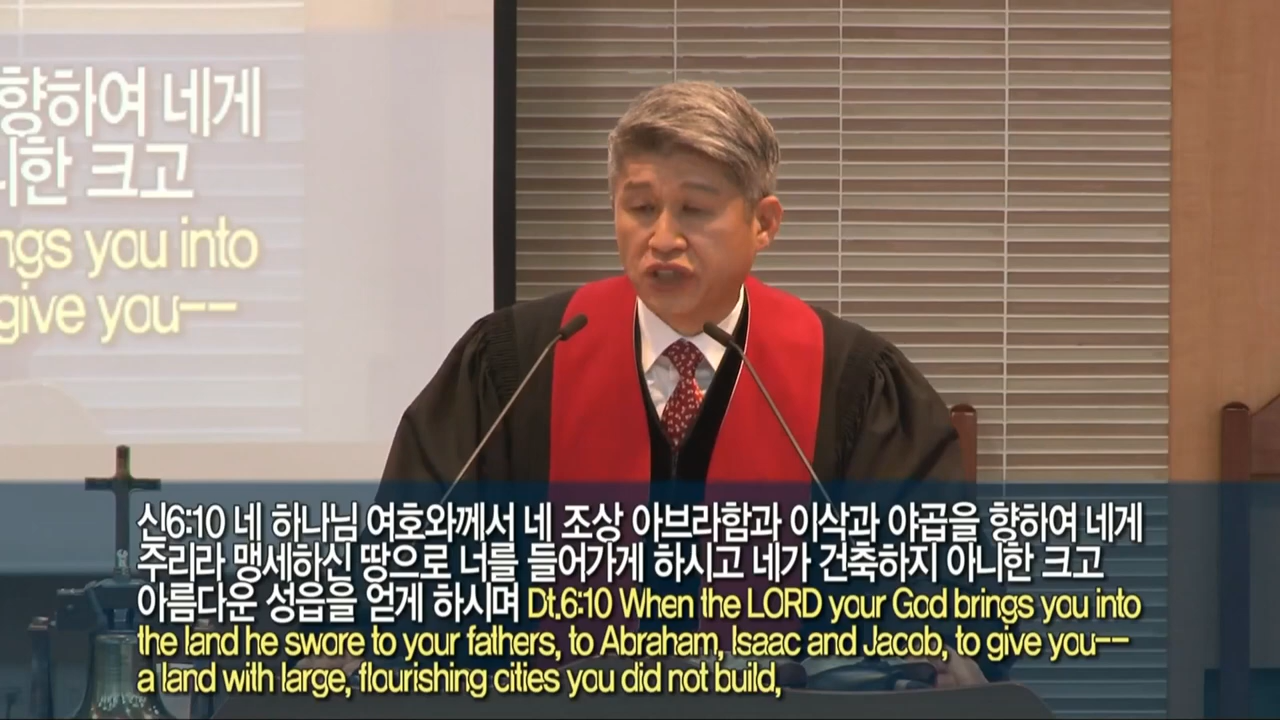 향하여 네게
니한 크고
ngs you into
give you--
신6:10 네 하나님 여호와께서 네 조상 아브라함과 이삭과 야곱을 향하여 네게
주리라 맹세하신 땅으로 너를 들어가게 하시고 네가 건축하지 아니한 크고
아름다운 성읍을 얻게 하시며 Dt.6:10 When the LORD your God brings you into
the land he swore to your fathers, to Abraham, Isaac and Jacob, to give you--
a land with large, flourishing cities you did not build,